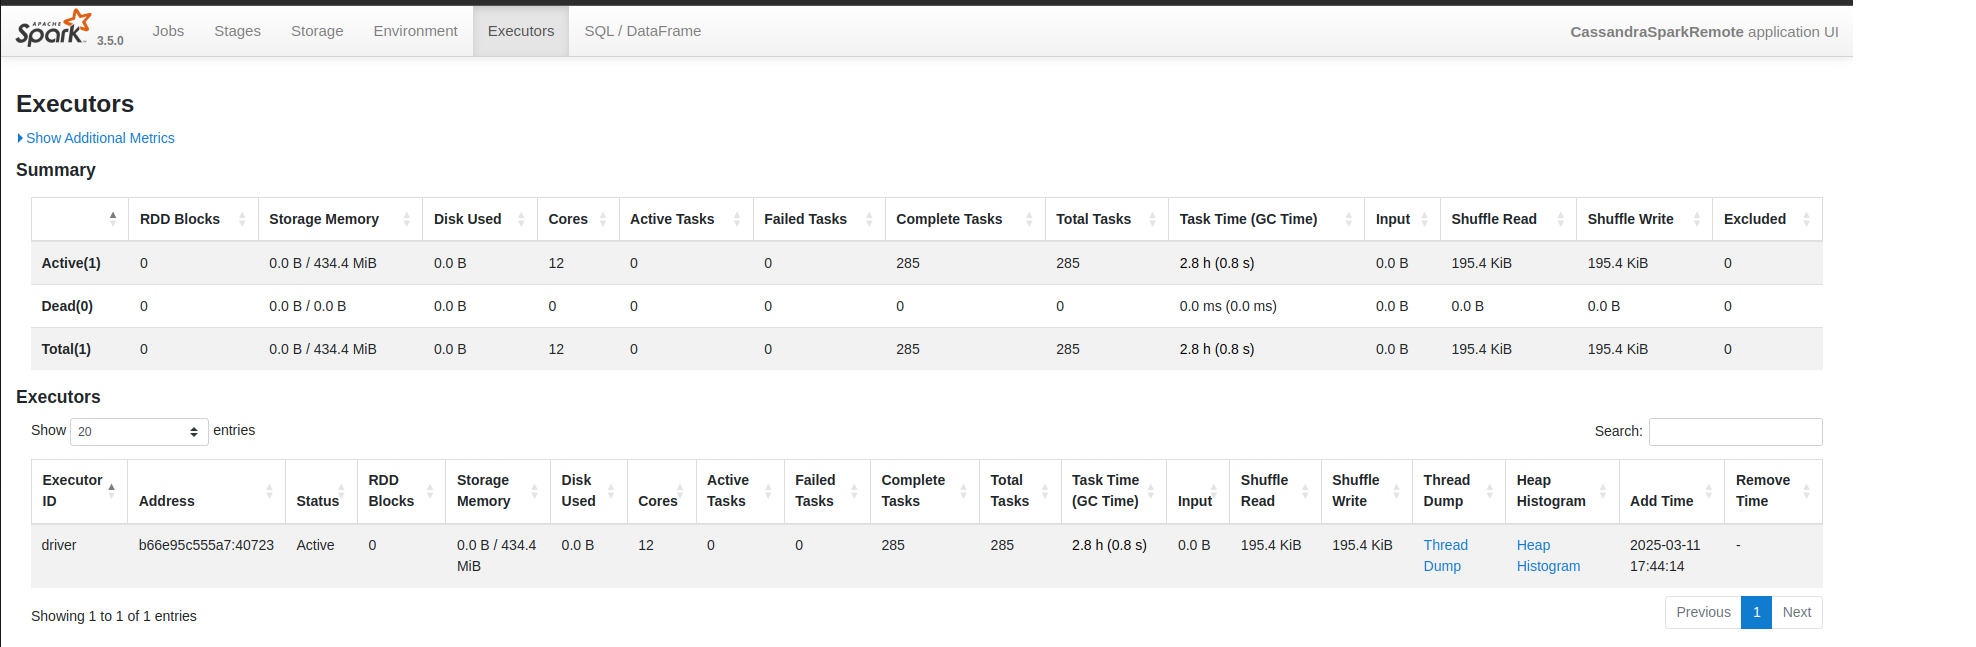 APACHE
Spark 3.5.0 Jobs Stages Storage Environment Executors SQL / DataFrame CassandraSparkRemote application UI
Executors
Show Additional Metrics
Summary
RDD Blocks Storage Memory Disk Used Cores Active Tasks Failed Tasks Complete Tasks Total Tasks Task Time (GC Time) Input Shuffle Read Shuffle Write Excluded
Active(1) 0 0.0 B / 434.4 MiB 0.0 B 12 0 0 285 285 2.8 h (0.8 s) 0.0 B 195.4 KiB 195.4 KiB 0
Dead(0) 0 0.0 B / 0.0 B 0.0 B 0 0 0 0 0 0.0 ms (0.0 ms) 0.0 B 0.0 B 0.0 B 0
Total(1) 0 0.0 B / 434.4 MiB 0.0 B 12 0 0 285 285 2.8 h (0.8 s) 0.0 B 195.4 KiB 195.4 KiB 0
Executors
Show 20 entries Search:
Executor RDD Storage Disk Active Failed Complete Total Task Time Shuffle Shuffle Thread Heap Remove
ID Address Status Blocks Memory Used Cores Tasks Tasks Tasks Tasks (GC Time) Input Read Write Dump Histogram Add Time Time
driver b66e95c555a7:40723 Active 0 0.0 B / 434.4 0.0 B 12 0 0 285 285 2.8 h (0.8 s) 0.0 B 195.4 KiB 195.4 KiB Thread Heap 2025-03-11 -
MiB Dump Histogram 17:44:14
Showing 1 to 1 of 1 entries Previous 1 Next